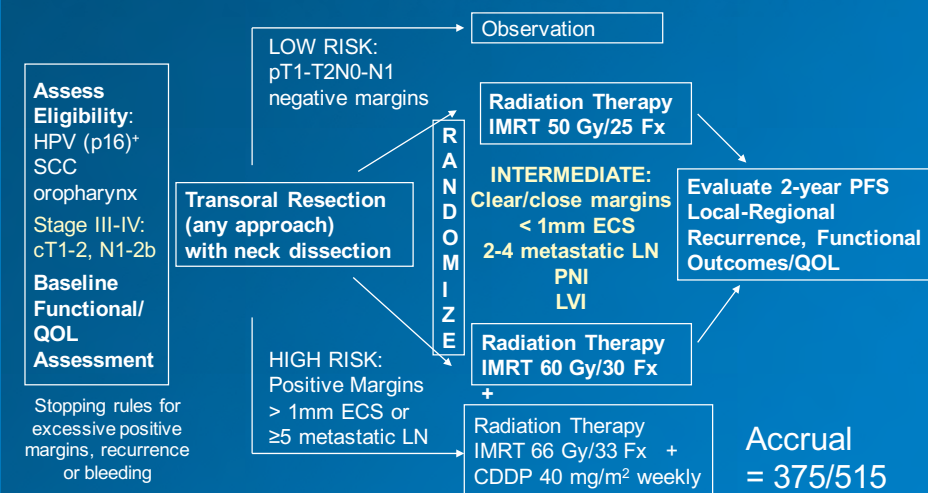 Assess
Eligibility:
HPV (p16)+
SCC
oropharynx
Stage III-IV:
cT1-2, N1-2b
Baseline
Functional/
QOL
Assessment
Stopping rules for
excessive positive
margins, recurrence
or bleeding
Transoral Resection
(any approach)
with neck dissection
LOW RISK:
pT1-T2N0-N1
negative margins
Observation
RANDOMIZE
Radiation Therapy
IMRT 50 Gy/25 Fx
INTERMEDIATE:
Clear/close margins
< 1mm ECS
2-4 metastatic LN
PNI
LVI
Radiation Therapy
IMRT 60 Gy/30 Fx
+
HIGH RISK:
Positive Margins
> 1mm ECS or
≥5 metastatic LN
Radiation Therapy
IMRT 66 Gy/33 Fx +
CDDP 40 mg/m² weekly
Evaluate 2-year PFS
Local-Regional
Recurrence, Functional
Outcomes/QOL
Accrual
= 375/515